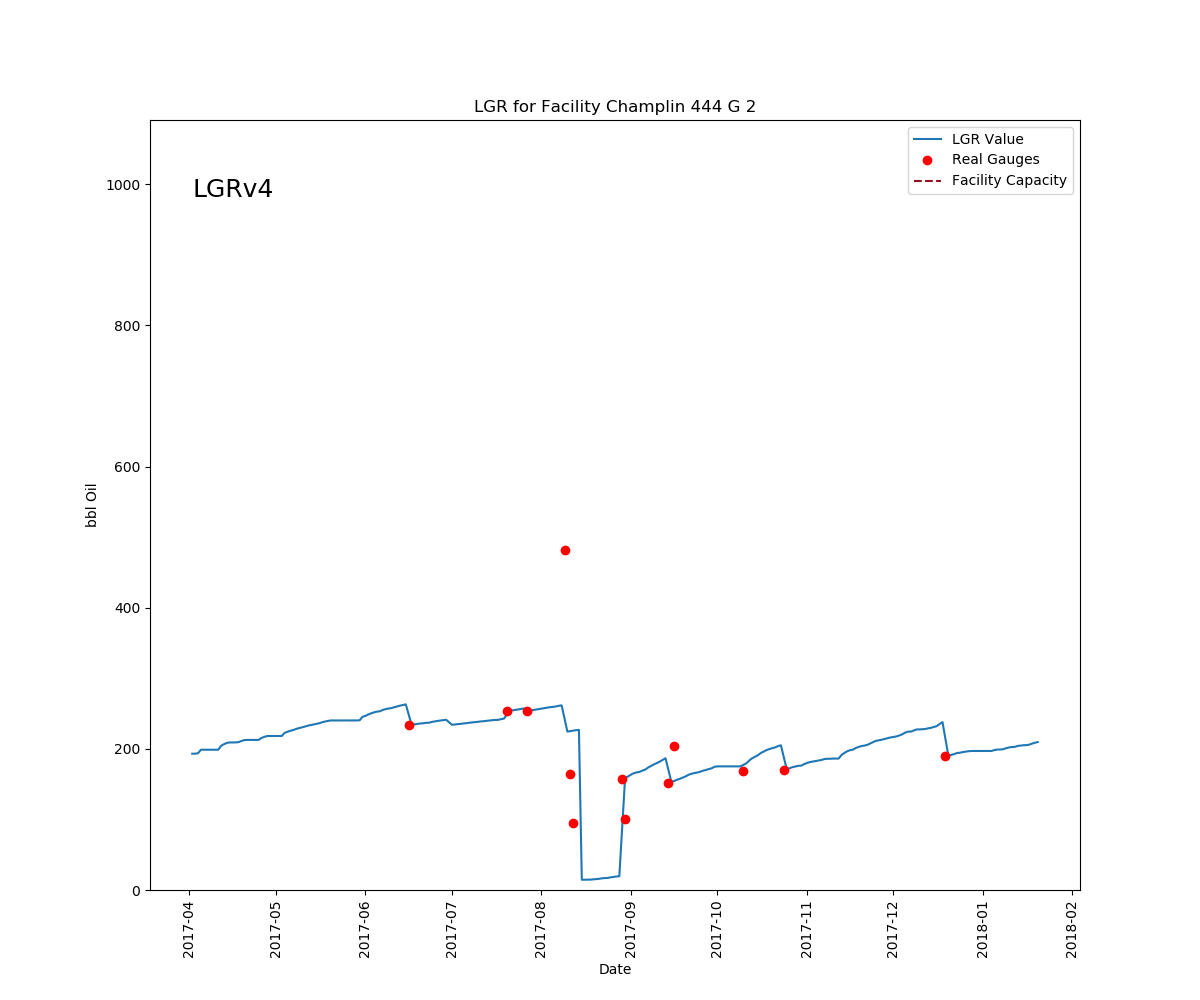 LGR for Facility Champlin 444 G 2
LGRv4
LGR Value
Real Gauges
Facility Capacity
1000
800
600
400
200
0
bbl Oil
2017-04
2017-05
2017-06
2017-07
2017-08
2017-09
2017-10
2017-11
2017-12
2018-01
2018-02
Date